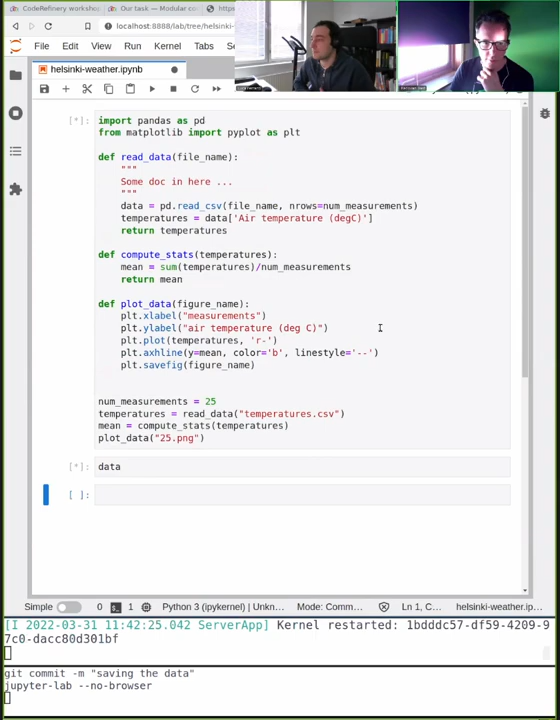 CodeRefinery worksho
Our task — Modular co
https
localhost:8888/lab/tree/helsinki-
File Edit View Run Kernel Tabs
helsinki-weather.ipynb
[*]:
import pandas as pd
from matplotlib import pyplot as plt
def read_data(file_name):
"""
Some doc in here ...
"""
data = pd.read_csv(file_name, nrows=num_measurements)
temperatures = data['Air temperature (degC)']
return temperatures
def compute_stats(temperatures):
mean = sum(temperatures)/num_measurements
return mean
def plot_data(figure_name):
plt.xlabel("measurements")
plt.ylabel("air temperature (deg C)")
plt.plot(temperatures, 'r-')
plt.axhline(y=mean, color='b', linestyle='--')
plt.savefig(figure_name)
num_measurements = 25
temperatures = read_data("temperatures.csv")
mean = compute_stats(temperatures)
plot_data("25.png")
[*]: data
[ ]:
Simple 0 1 Python 3 (ipykernel) | Unkn... Mode: Comm... Ln 1, C... helsinki-weather.ip...
[I 2022-03-31 11:42:25.042 ServerApp] Kernel restarted: 1bdddc57-df59-4209-9
7c0-dacc80d301bf
git commit -m "saving the data"
jupyter-lab --no-browser